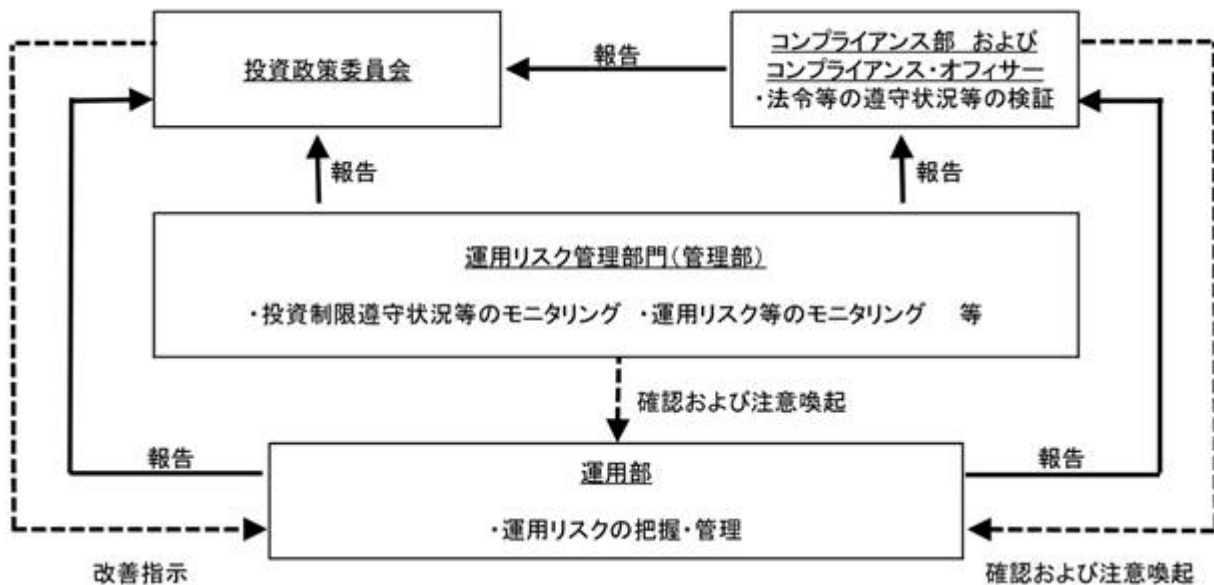 投資政策委員会
報告
コンプライアンス部 および
コンプライアンス・オフィサー
・法令等の遵守状況等の検証
報告
報告
運用リスク管理部門(管理部)
・投資制限遵守状況等のモニタリング ・運用リスク等のモニタリング 等
確認および注意喚起
報告
運用部
・運用リスクの把握・管理
報告
改善指示
確認および注意喚起